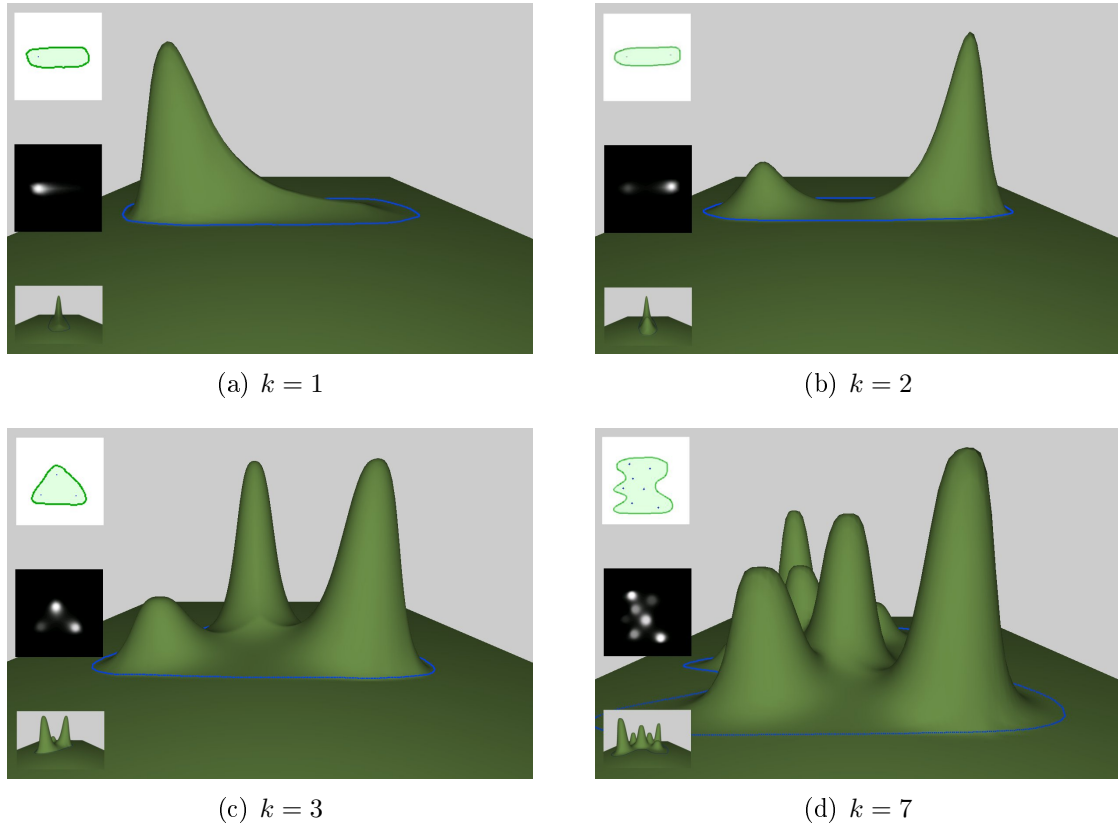 (a) k = 1
(b) k = 2
(c) k = 3
(d) k = 7